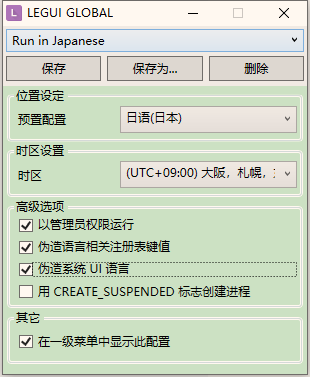 L LEGUI GLOBAL
Run in Japanese
保存 保存为... 删除
位置设定
预置配置 日语(日本)
时区设置
时区 (UTC+09:00) 大阪，札幌，
高级选项
以管理员权限运行
伪造语言相关注册表键值
伪造系统 UI 语言
用 CREATE_SUSPENDED 标志创建进程
其它
在一级菜单中显示此配置